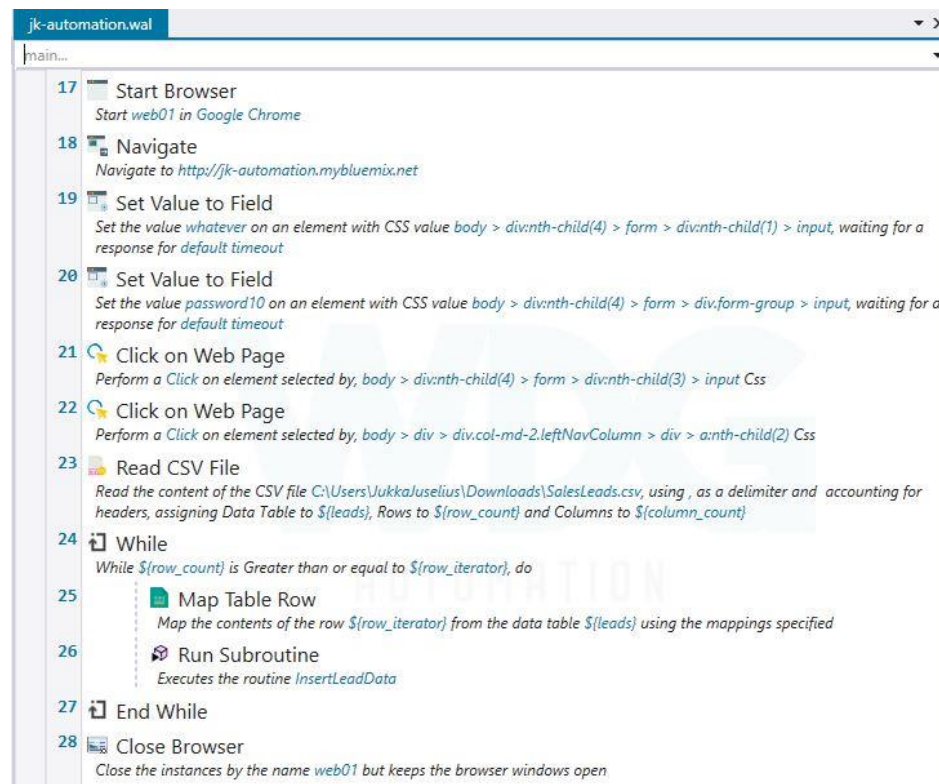 jk-automation.wal
main...
17 Start Browser
Start web01 in Google Chrome
18 Navigate
Navigate to http://jk-automation.mybluemix.net
19 Set Value to Field
Set the value whatever on an element with CSS value body > div:nth-child(4) > form > div:nth-child(1) > input, waiting for a
response for default timeout
20 Set Value to Field
Set the value password10 on an element with CSS value body > div:nth-child(4) > form > div.form-group > input, waiting for a
response for default timeout
21 Click on Web Page
Perform a Click on element selected by, body > div:nth-child(4) > form > div:nth-child(3) > input Css
22 Click on Web Page
Perform a Click on element selected by, body > div > div.col-md-2.leftNavColumn > div > a:nth-child(2) Css
23 Read CSV File
Read the content of the CSV file C:\Users\JukkaJuselius\Downloads\SalesLeads.csv, using , as a delimiter and accounting for
headers, assigning Data Table to ${leads}, Rows to ${row_count} and Columns to ${column_count}
24 While
While ${row_count} is Greater than or equal to ${row_iterator}, do
25 Map Table Row
Map the contents of the row ${row_iterator} from the data table ${leads} using the mappings specified
26 Run Subroutine
Executes the routine InsertLeadData
27 End While
28 Close Browser
Close the instances by the name web01 but keeps the browser windows open
WDG
AUTOMATION